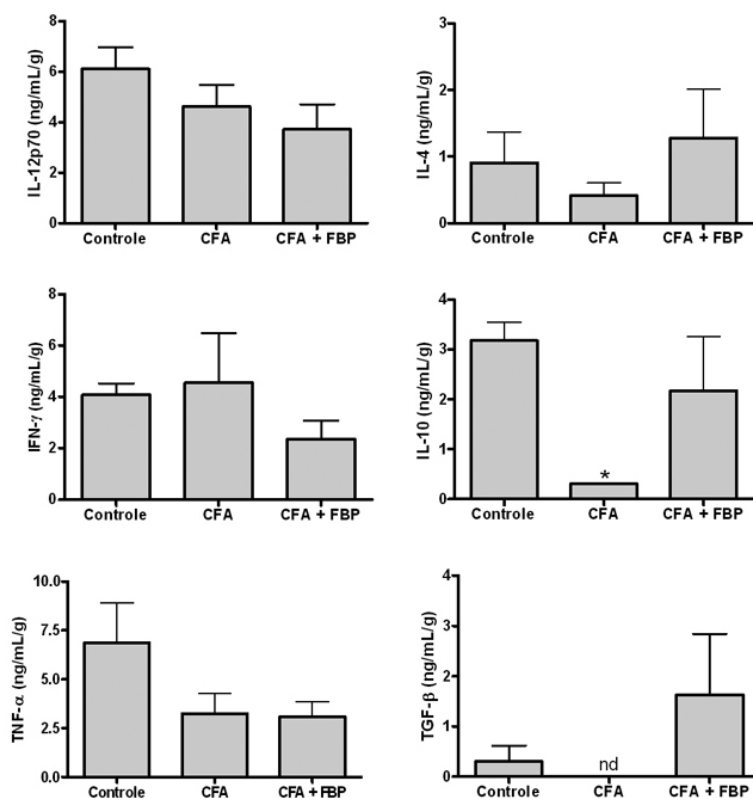 IL-12p70 (ng/mL/g)
8
6
4
2
0
Controle CFA CFA + FBP
IL-4 (ng/mL/g)
3
2
1
0
Controle CFA CFA + FBP
IFN-γ (ng/mL/g)
8
6
4
2
0
Controle CFA CFA + FBP
IL-10 (ng/mL/g)
4
3
2
1
0
*
Controle CFA CFA + FBP
TNF-α (ng/mL/g)
10.0
7.5
5.0
2.5
0.0
Controle CFA CFA + FBP
TGF-β (ng/mL/g)
4
3
2
1
0
nd
Controle CFA CFA + FBP